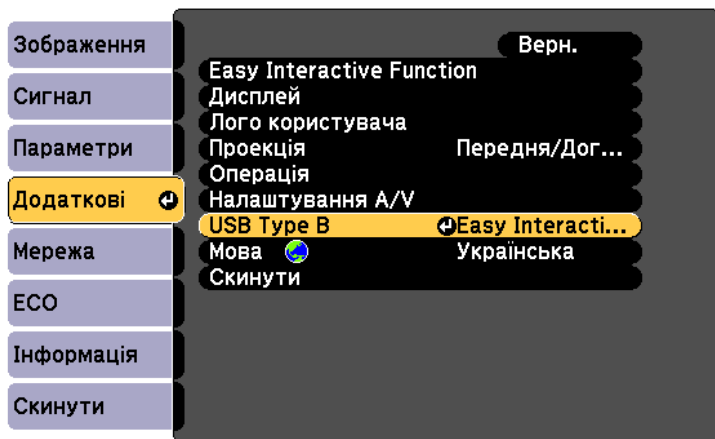 Зображення
Сигнал
Параметри
Додаткові
Мережа
ECO
Інформація
Скинути
Верн.
Easy Interactive Function
Дисплей
Лого користувача
Проекція Передня/Дог...
Операція
Налаштування A/V
USB Type B Easy Interacti...
Мова Українська
Скинути